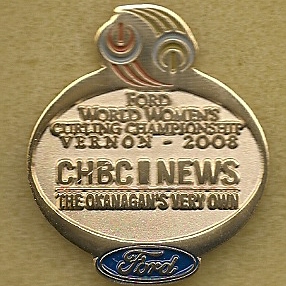 FORD
WORLD WOMEN'S
CURLING CHAMPIONSHIP
VERNON - 2008
CHBC NEWS
THE OKANAGAN'S VERY OWN
Ford